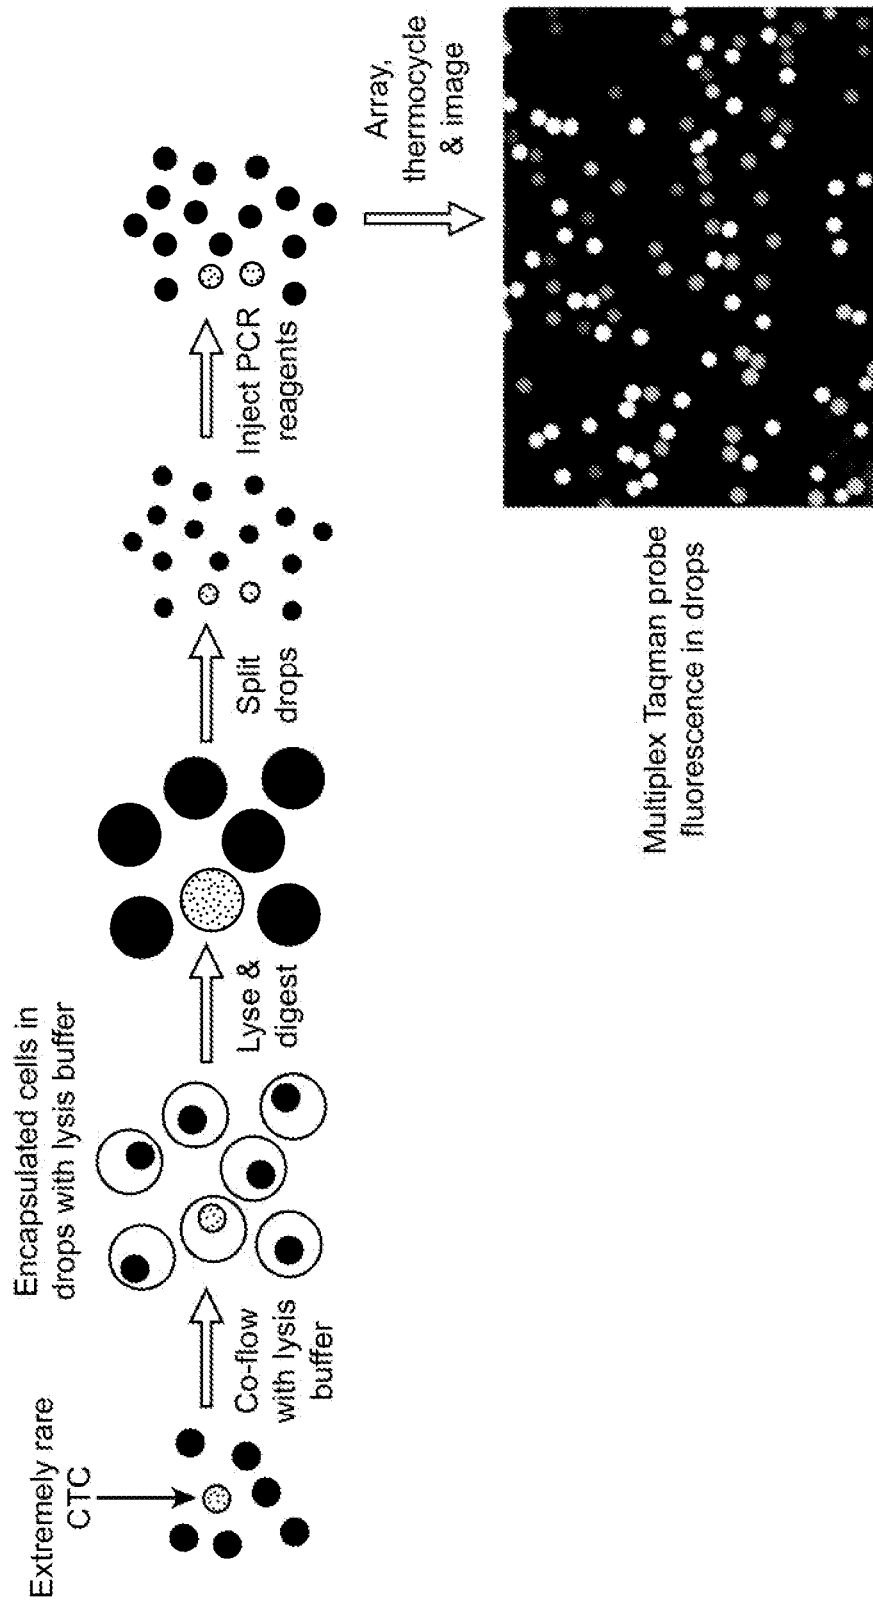 Extremely rare
CTC
Co-flow
with lysis
buffer
Encapsulated cells in
drops with lysis buffer
Lyse &
digest
Split
drops
Inject PCR
reagents
Array,
thermocycle
& image
Multiplex Taqman probe
fluorescence in drops